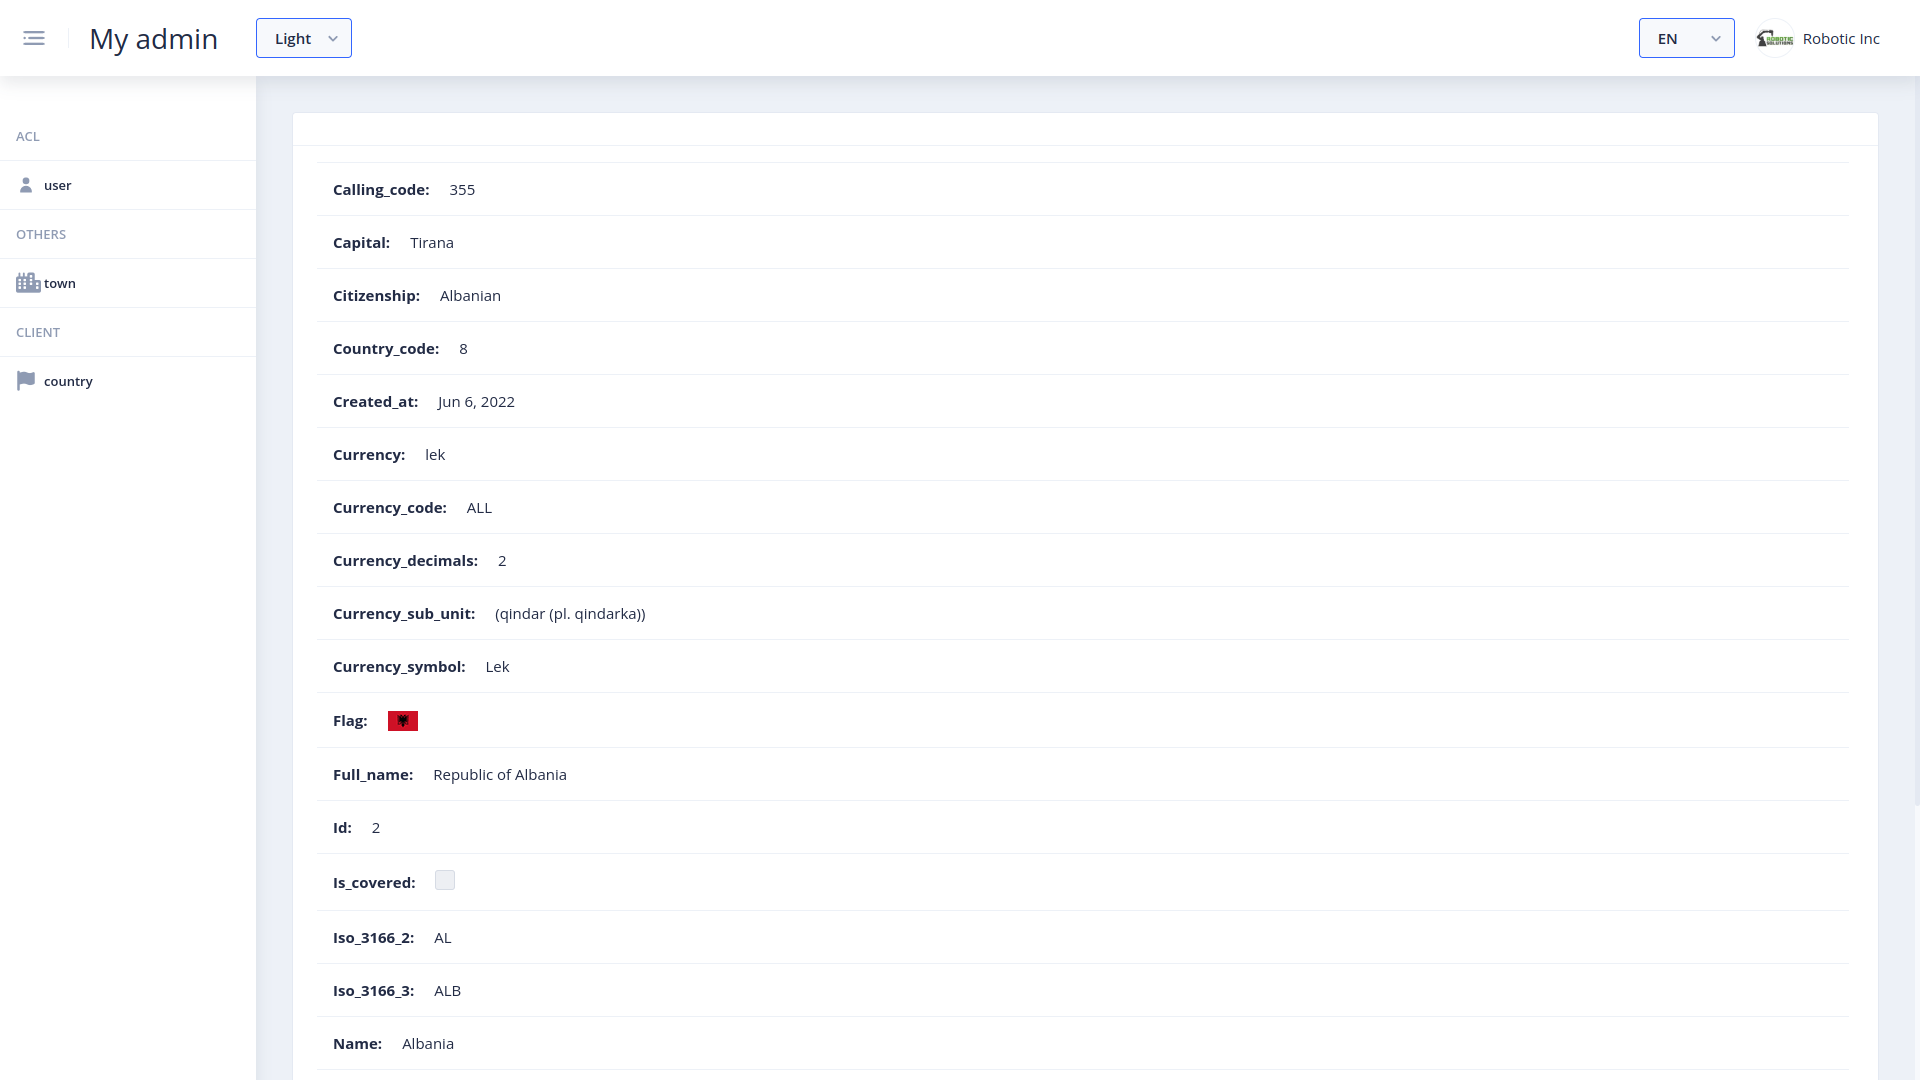 My admin
Light
EN
ROBOTIC
SOLUTIONS
Robotic Inc
ACL
user
OTHERS
town
CLIENT
country
Calling_code: 355
Capital: Tirana
Citizenship: Albanian
Country_code: 8
Created_at: Jun 6, 2022
Currency: lek
Currency_code: ALL
Currency_decimals: 2
Currency_sub_unit: (qindar (pl. qindarka))
Currency_symbol: Lek
Flag:
Full_name: Republic of Albania
Id: 2
Is_covered:
Iso_3166_2: AL
Iso_3166_3: ALB
Name: Albania